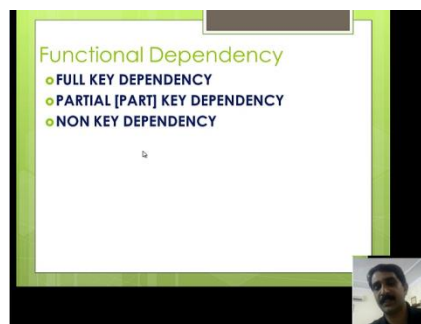 Functional Dependency
FULL KEY DEPENDENCY
PARTIAL [PART] KEY DEPENDENCY
NON KEY DEPENDENCY